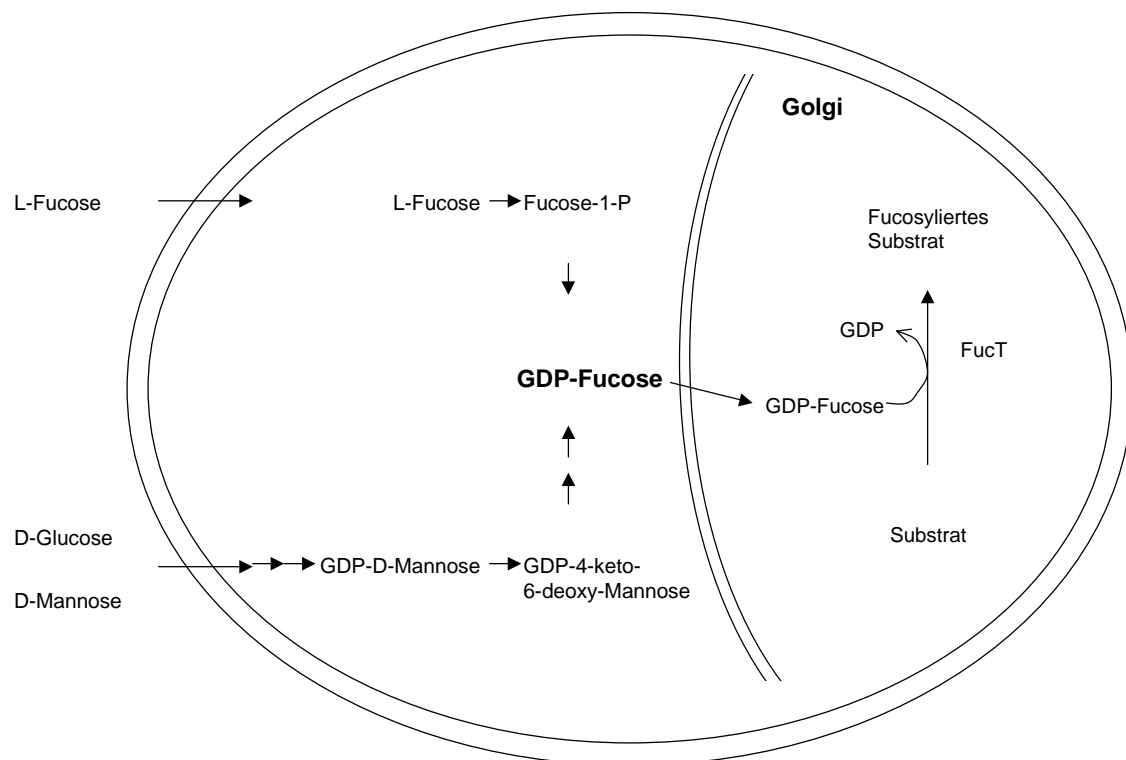 Golgi
L-Fucose
L-Fucose
Fucose-1-P
Fucosyliertes
Substrat
GDP
FucT
GDP-Fucose
GDP-Fucose
D-Glucose
Substrat
GDP-D-Mannose
GDP-4-keto-
6-deoxy-Mannose
D-Mannose